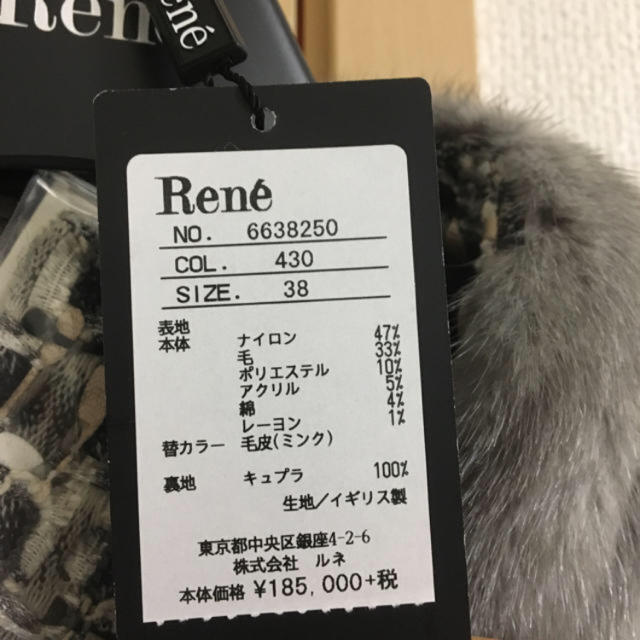 René
René
René
NO. 6638250
COL. 430
SIZE. 38
表地
本体 ナイロン 47%
毛 33%
ポリエステル 10%
アクリル 5%
綿 4%
レーヨン 1%
替カラー 毛皮(ミンク)
裏地 キュプラ 100%
生地/イギリス製
東京都中央区銀座4-2-6
株式会社 ルネ
本体価格 ¥185,000+税